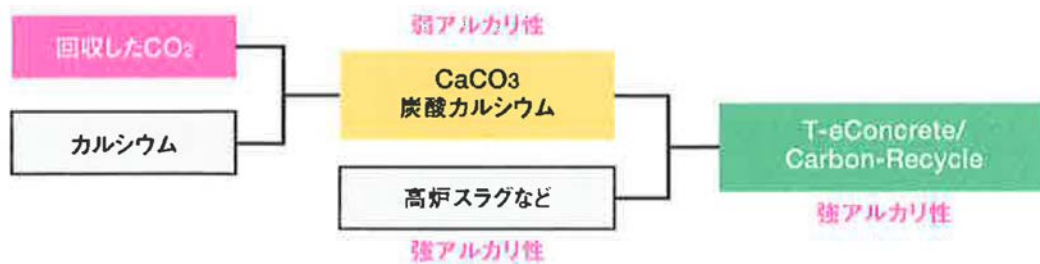 弱アルカリ性
回収したCO₂
CaCO₃
炭酸カルシウム
カルシウム
T-eConcrete/
Carbon-Recycle
高炉スラグなど
強アルカリ性
強アルカリ性